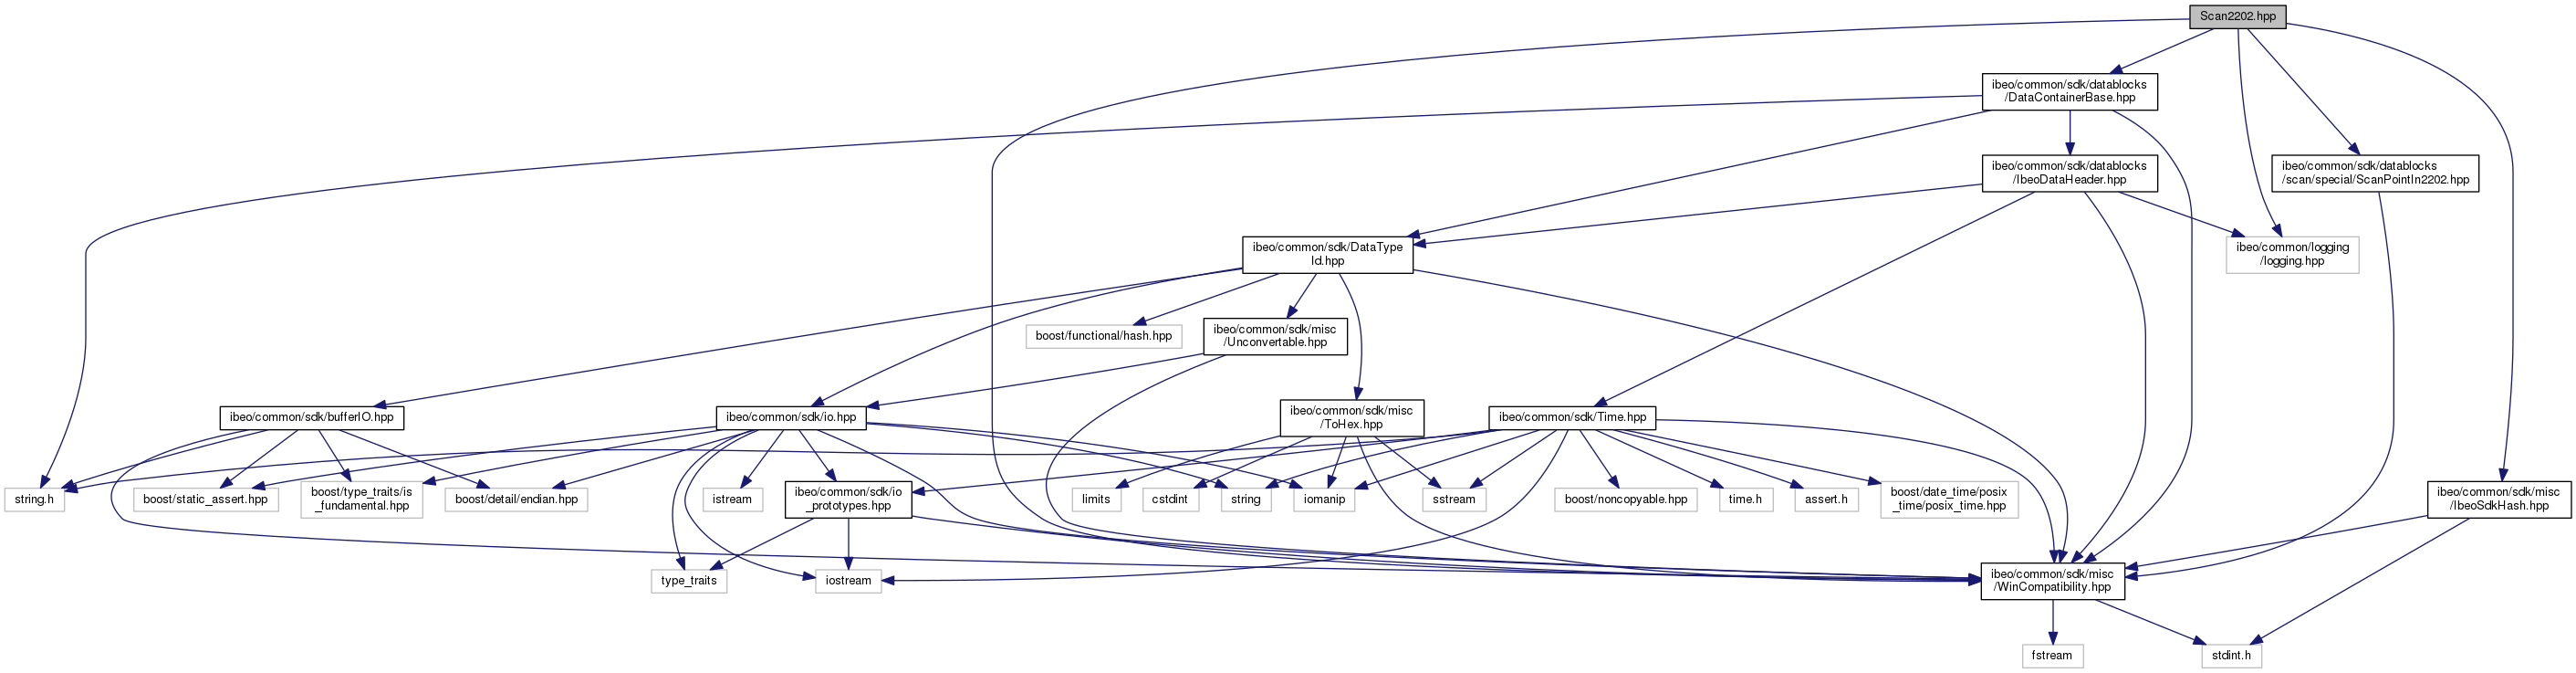 Scan2202.hpp
ibeo/common/sdk/datablocks
/DataContainerBase.hpp
ibeo/common/sdk/datablocks
/IbeoDataHeader.hpp
ibeo/common/sdk/datablocks
/scan/special/ScanPointIn2202.hpp
ibeo/common/sdk/DataType
Id.hpp
ibeo/common/logging
/logging.hpp
boost/functional/hash.hpp
ibeo/common/sdk/misc
/Unconvertable.hpp
ibeo/common/sdk/bufferIO.hpp
ibeo/common/sdk/io.hpp
ibeo/common/sdk/misc
/ToHex.hpp
ibeo/common/sdk/Time.hpp
string.h
boost/static_assert.hpp
boost/type_traits/is
_fundamental.hpp
boost/detail/endian.hpp
istream
ibeo/common/sdk/io
_prototypes.hpp
limits
cstdint
string
iomanip
sstream
boost/noncopyable.hpp
time.h
assert.h
boost/date_time/posix
_time/posix_time.hpp
ibeo/common/sdk/misc
/IbeoSdkHash.hpp
type_traits
iostream
ibeo/common/sdk/misc
/WinCompatibility.hpp
fstream
stdint.h